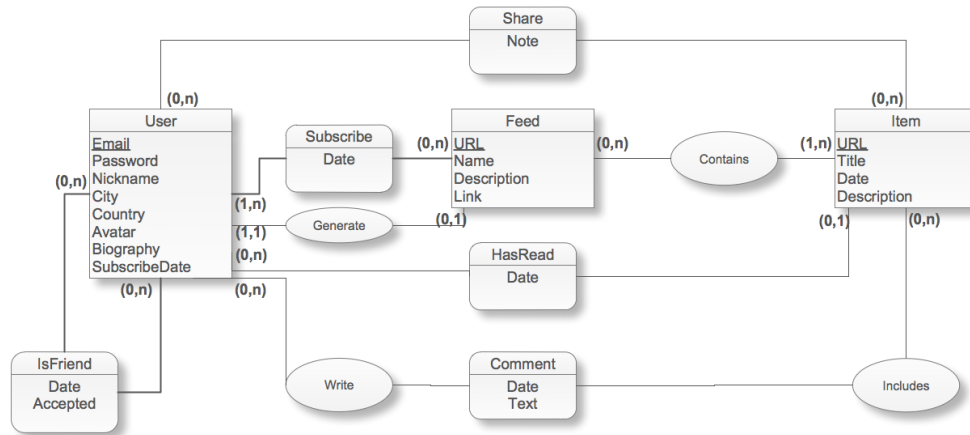 Share
Note
(0,n)
(0,n)
User
Email
Password
Nickname
City
Country
Avatar
Biography
SubscribeDate
Subscribe
Date
Feed
URL
Name
Description
Link
Contains
Item
URL
Title
Date
Description
(0,n)
(0,n)
(1,n)
(0,n)
(1,n)
(1,1)
Generate
(0,1)
(0,1)
(0,n)
(0,n)
HasRead
Date
(0,n)
(0,n)
IsFriend
Date
Accepted
Write
Comment
Date
Text
Includes